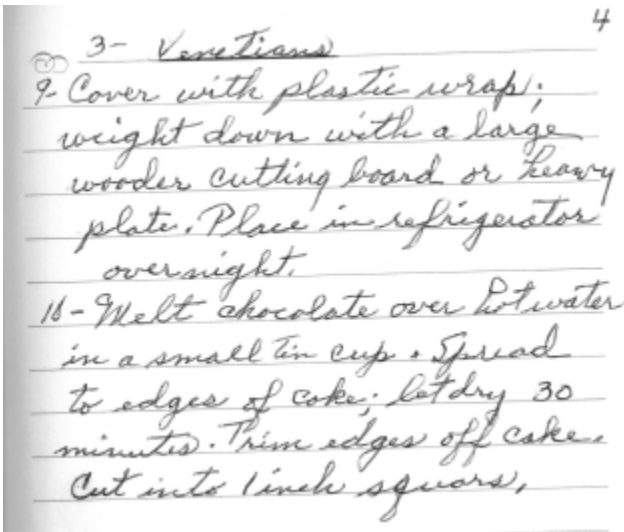 4
3- Venetians
9- Cover with plastic wrap;
weight down with a large
wooder cutting board or heavy
plate. Place in refrigerator
overnight.
10- Melt chocolate over hot water
in a small tin cup. Spread
to edges of cake; let dry 30
minutes. Trim edges off cake.
Cut into 1 inch squars,